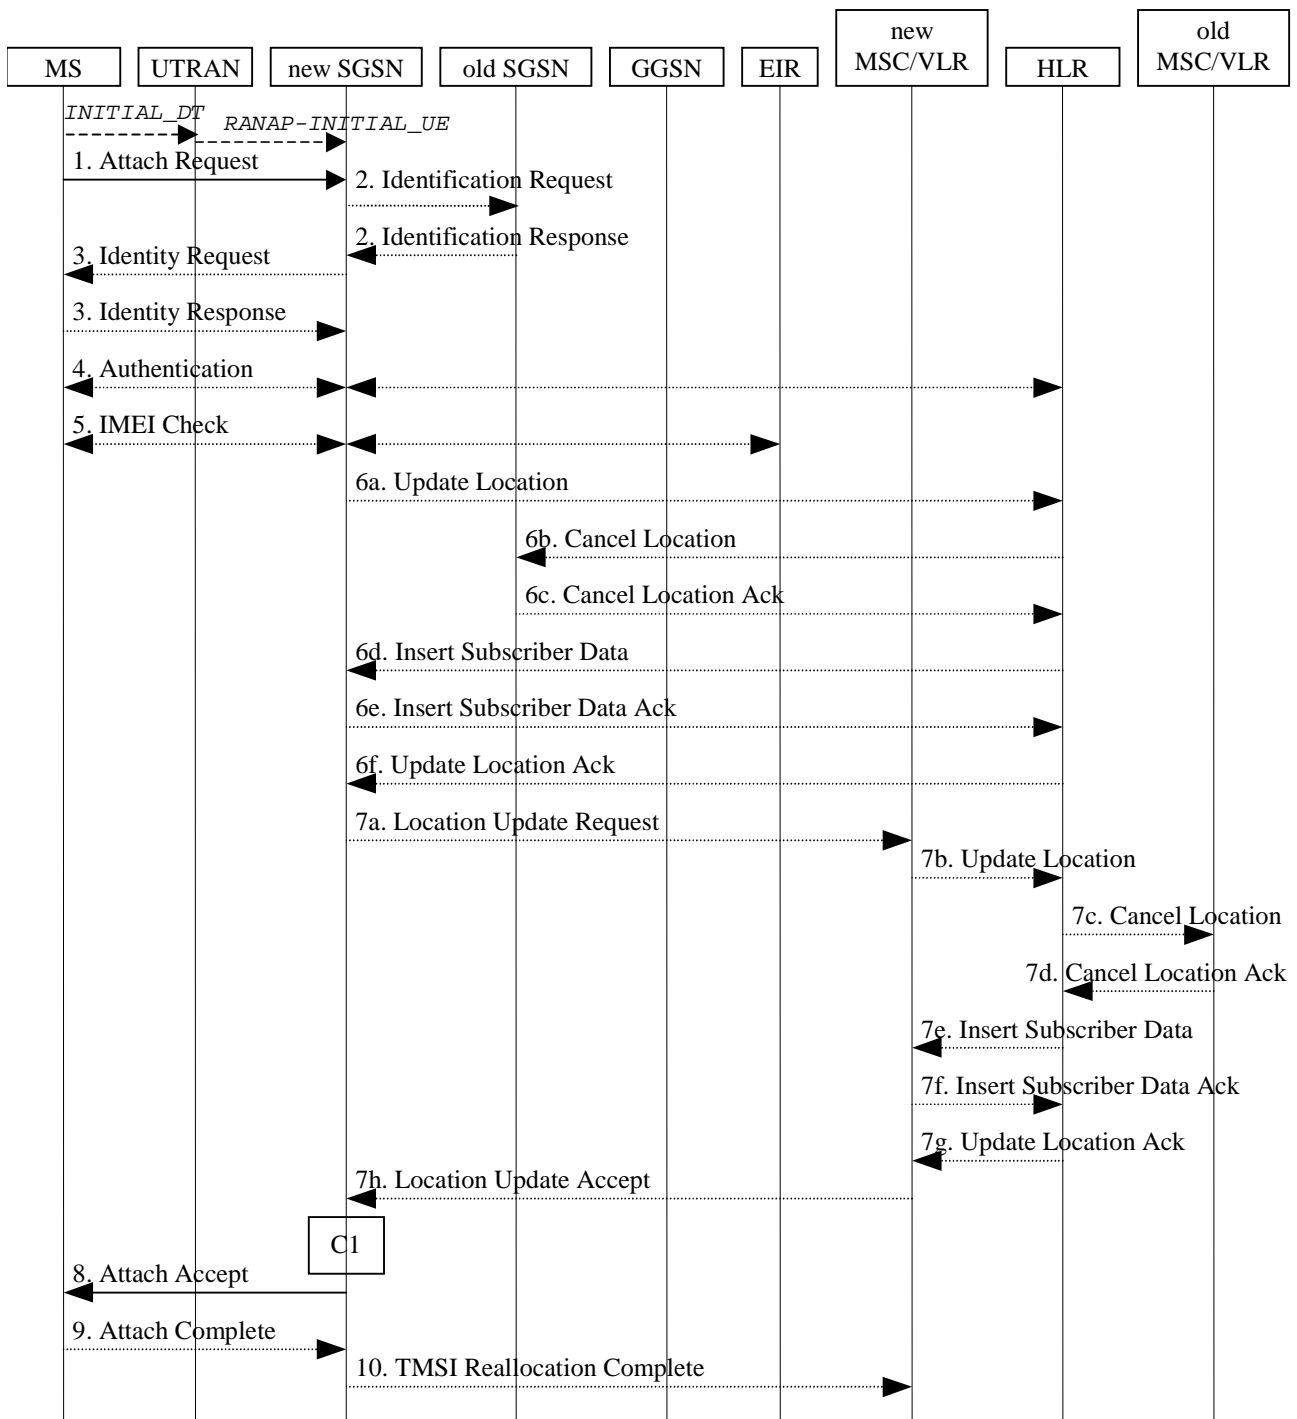 new
old
MSC/VLR
MSC/VLR
MS
UTRAN
new SGSN
old SGSN
GGSN
EIR
HLR
INITIAL_DT
RANAP-INITIAL_UE
1. Attach Request
2. Identification Request
2. Identification Response
3. Identity Request
3. Identity Response
4. Authentication
5. IMEI Check
6a. Update Location
6b. Cancel Location
6c. Cancel Location Ack
6d. Insert Subscriber Data
6e. Insert Subscriber Data Ack
6f. Update Location Ack
7a. Location Update Request
7b. Update Location
7c. Cancel Location
7d. Cancel Location Ack
7e. Insert Subscriber Data
7f. Insert Subscriber Data Ack
7g. Update Location Ack
7h. Location Update Accept
C1
8. Attach Accept
9. Attach Complete
10. TMSI Reallocation Complete